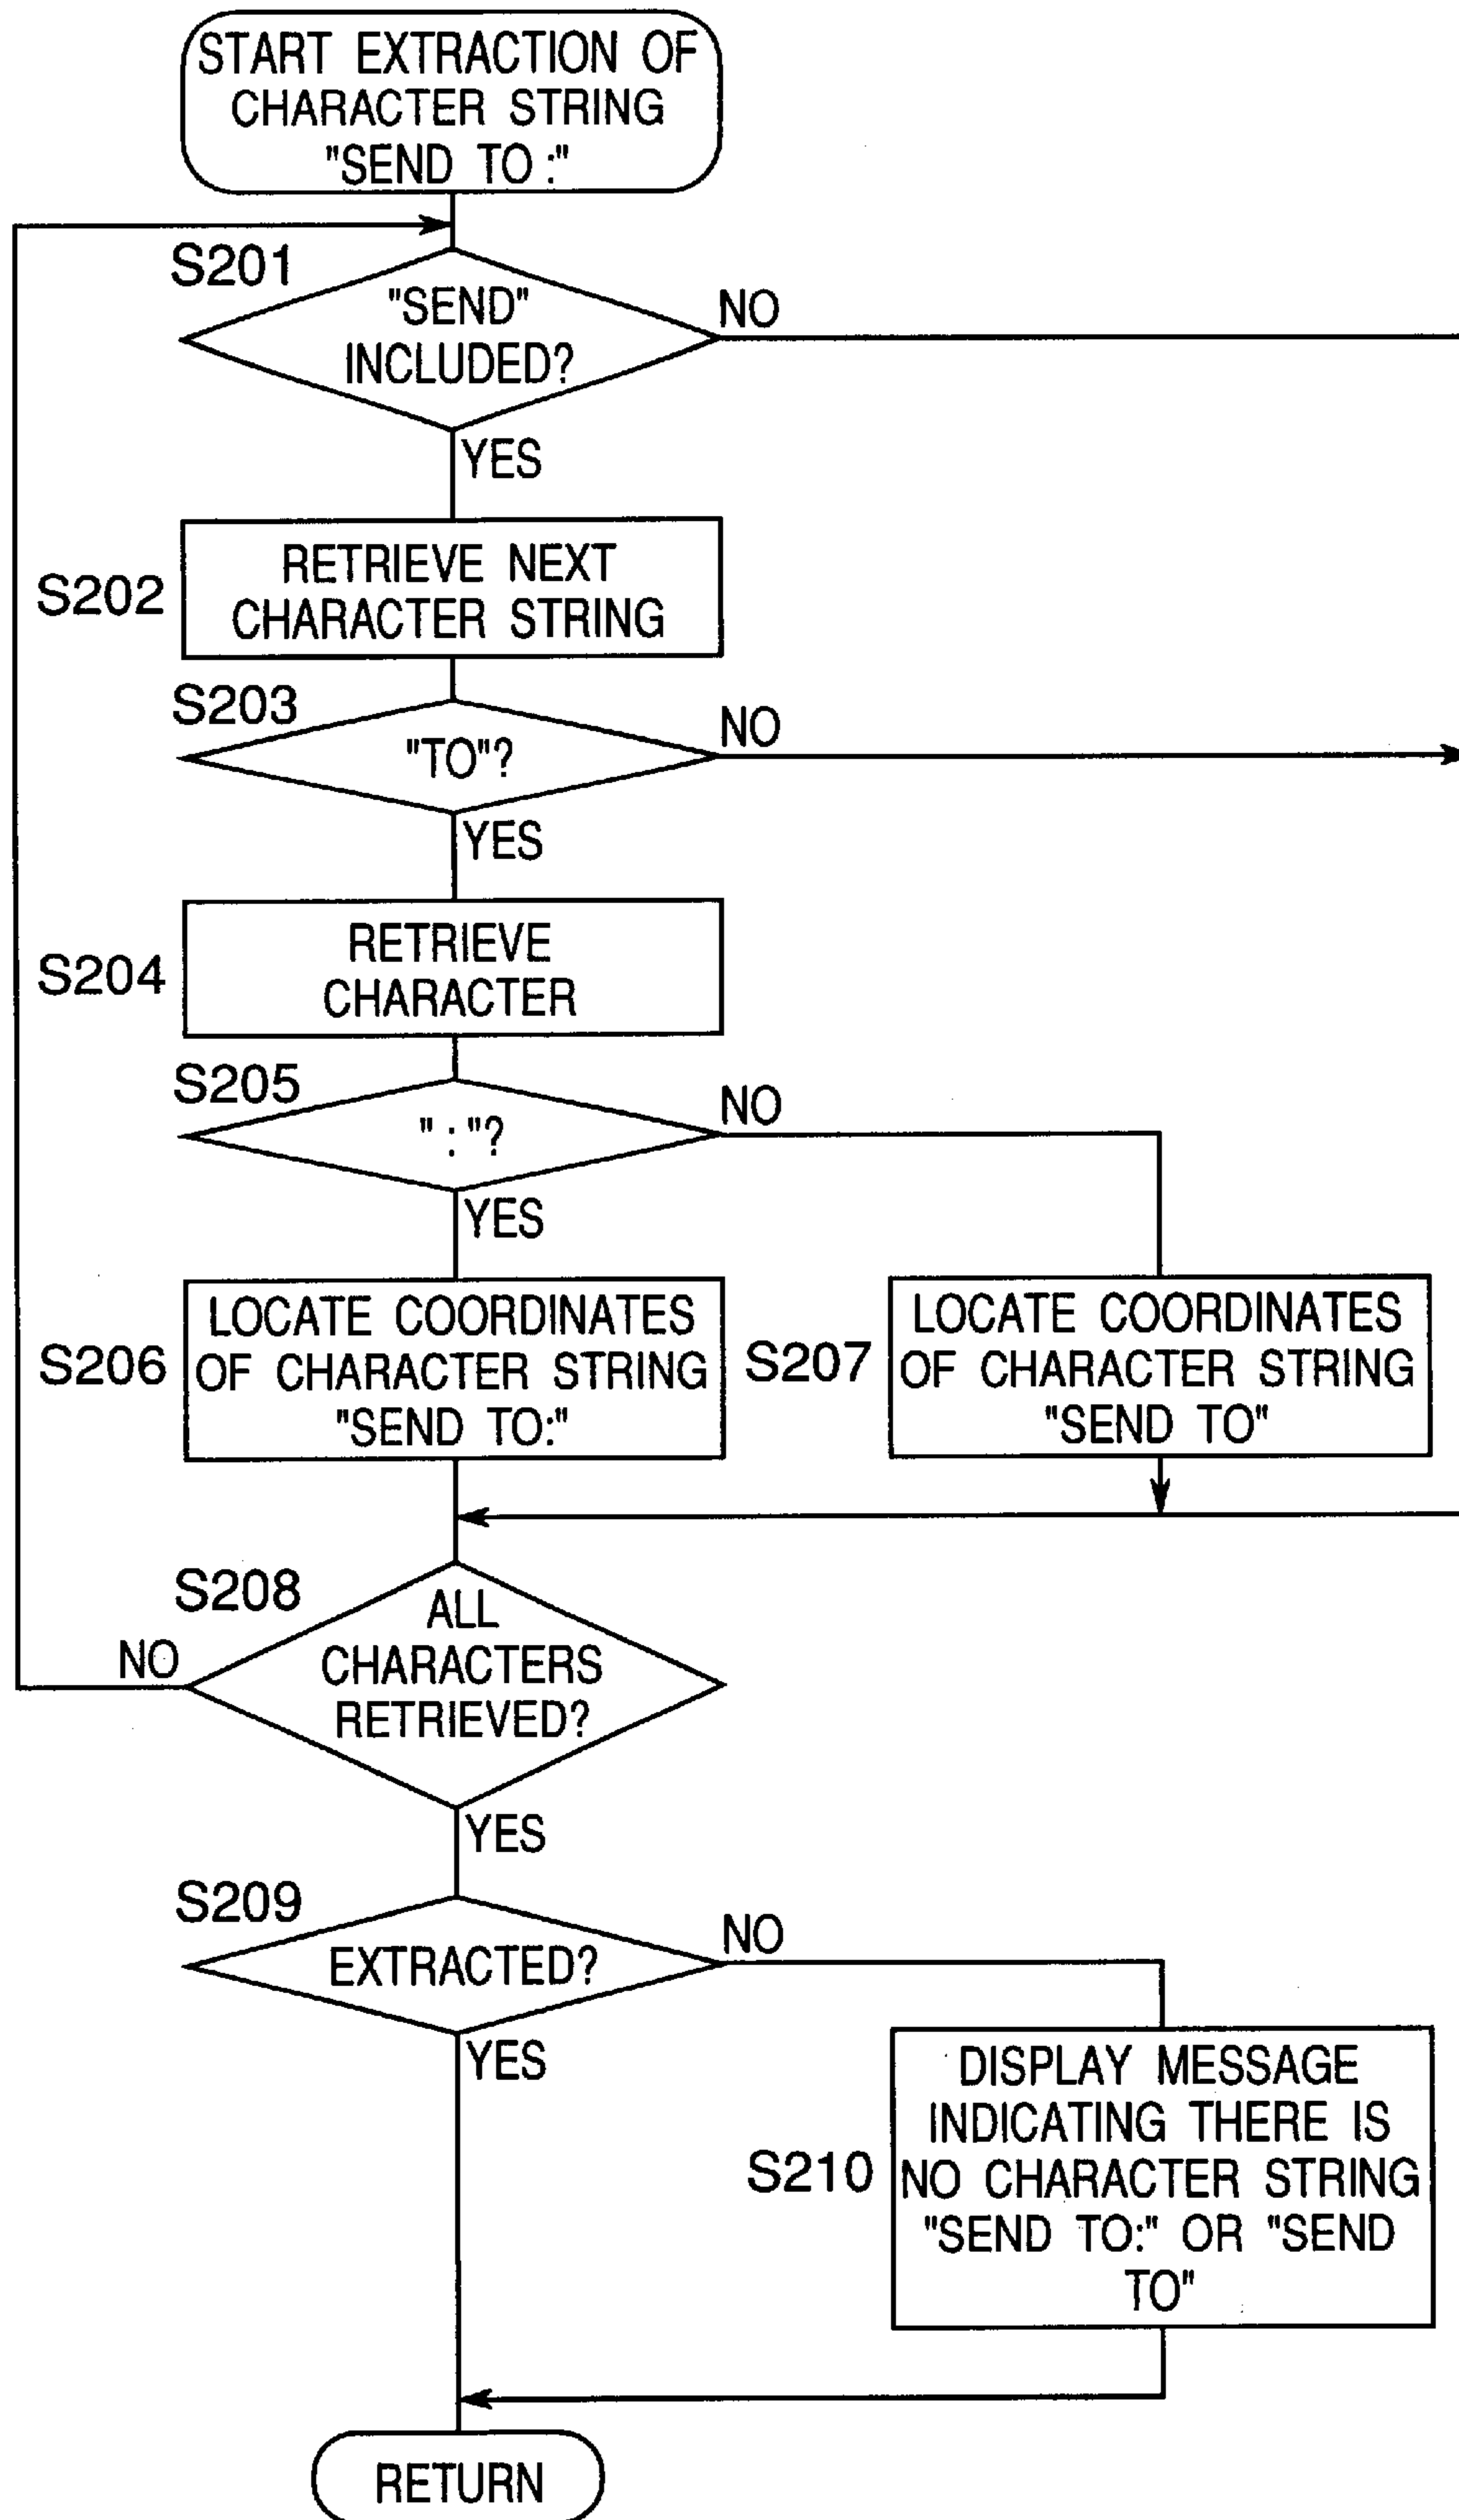 START EXTRACTION OF
CHARACTER STRING
"SEND TO :"
S201
"SEND"
INCLUDED?
NO
YES
S202
RETRIEVE NEXT
CHARACTER STRING
S203
"TO"?
NO
YES
S204
RETRIEVE
CHARACTER
S205
" : "?
NO
YES
S206
LOCATE COORDINATES
OF CHARACTER STRING
"SEND TO:"
S207
LOCATE COORDINATES
OF CHARACTER STRING
"SEND TO"
S208
ALL
CHARACTERS
RETRIEVED?
NO
YES
S209
EXTRACTED?
NO
YES
S210
DISPLAY MESSAGE
INDICATING THERE IS
NO CHARACTER STRING
"SEND TO:" OR "SEND
TO"
RETURN